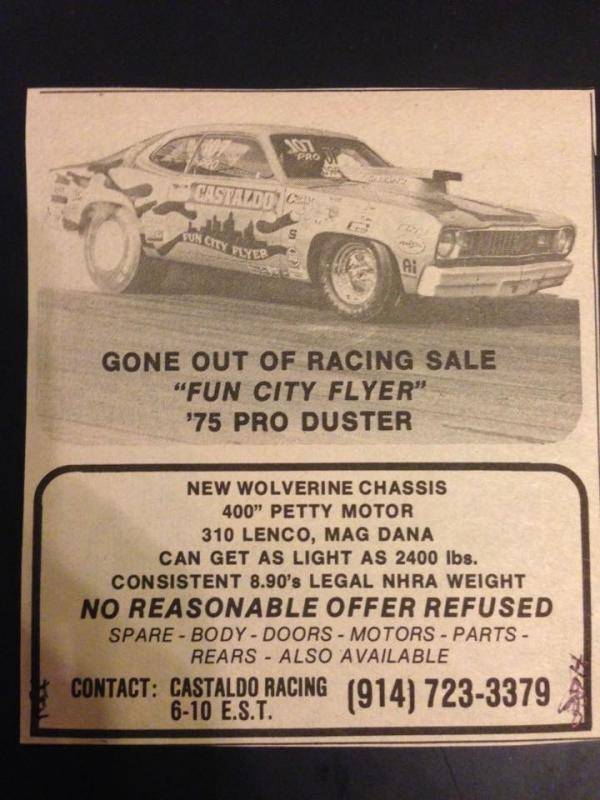 107
PRO
CASTALDO
FUN CITY FLYER
Ai
GONE OUT OF RACING SALE
"FUN CITY FLYER"
'75 PRO DUSTER
NEW WOLVERINE CHASSIS
400" PETTY MOTOR
310 LENCO, MAG DANA
CAN GET AS LIGHT AS 2400 lbs.
CONSISTENT 8.90's LEGAL NHRA WEIGHT
NO REASONABLE OFFER REFUSED
SPARE - BODY - DOORS - MOTORS - PARTS -
REARS - ALSO AVAILABLE
CONTACT: CASTALDO RACING (914) 723-3379
6-10 E.S.T.